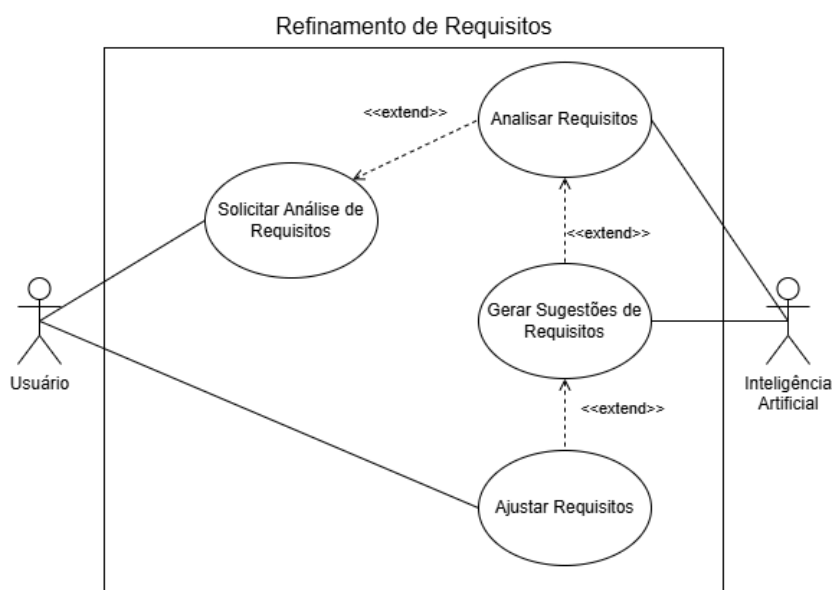 Refinamento de Requisitos
<<extend>>
Analisar Requisitos
Solicitar Análise de
Requisitos
<<extend>>
Gerar Sugestões de
Requisitos
Usuário
Inteligência
Artificial
<<extend>>
Ajustar Requisitos